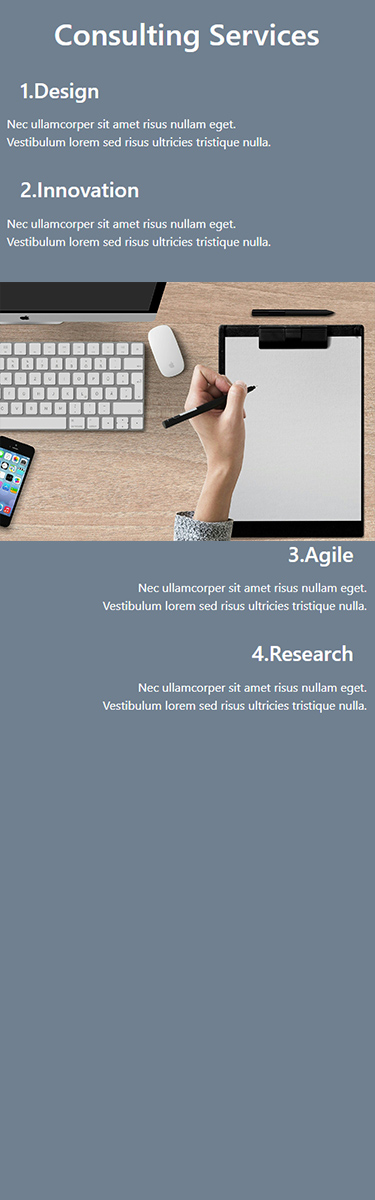 Consulting Services
1.Design
Nec ullamcorper sit amet risus nullam eget.
Vestibulum lorem sed risus ultricies tristique nulla.
2.Innovation
Nec ullamcorper sit amet risus nullam eget.
Vestibulum lorem sed risus ultricies tristique nulla.
3.Agile
Nec ullamcorper sit amet risus nullam eget.
Vestibulum lorem sed risus ultricies tristique nulla.
4.Research
Nec ullamcorper sit amet risus nullam eget.
Vestibulum lorem sed risus ultricies tristique nulla.